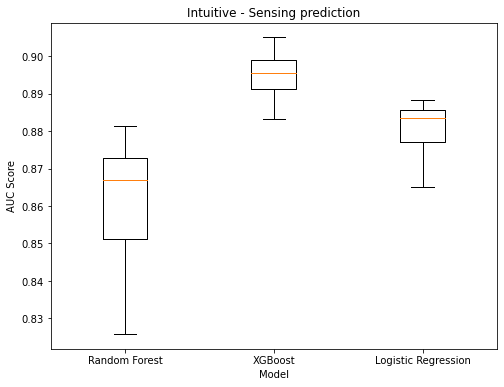 Intuitive - Sensing prediction
AUC Score
0.90
0.89
0.88
0.87
0.86
0.85
0.84
0.83
Random Forest
XGBoost
Logistic Regression
Model